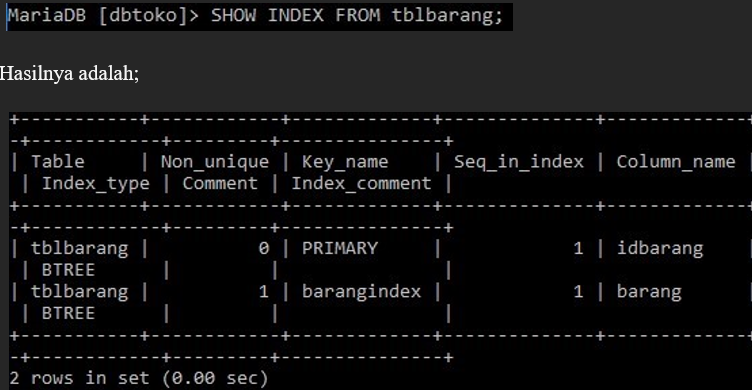 MariaDB [dbtoko]> SHOW INDEX FROM tblbarang;
Hasilnya adalah;
+-----------+------------+-------------+--------------+-------------
-+------------+---------+---------------+
| Table | Non_unique | Key_name | Seq_in_index | Column_name
| Index_type | Comment | Index_comment |
+-----------+------------+-------------+--------------+-------------
-+------------+---------+---------------+
| tblbarang | 0 | PRIMARY | 1 | idbarang
| BTREE | | |
| tblbarang | 1 | barangindex | 1 | barang
| BTREE | | |
+-----------+------------+-------------+--------------+-------------
-+------------+---------+---------------+
2 rows in set (0.00 sec)